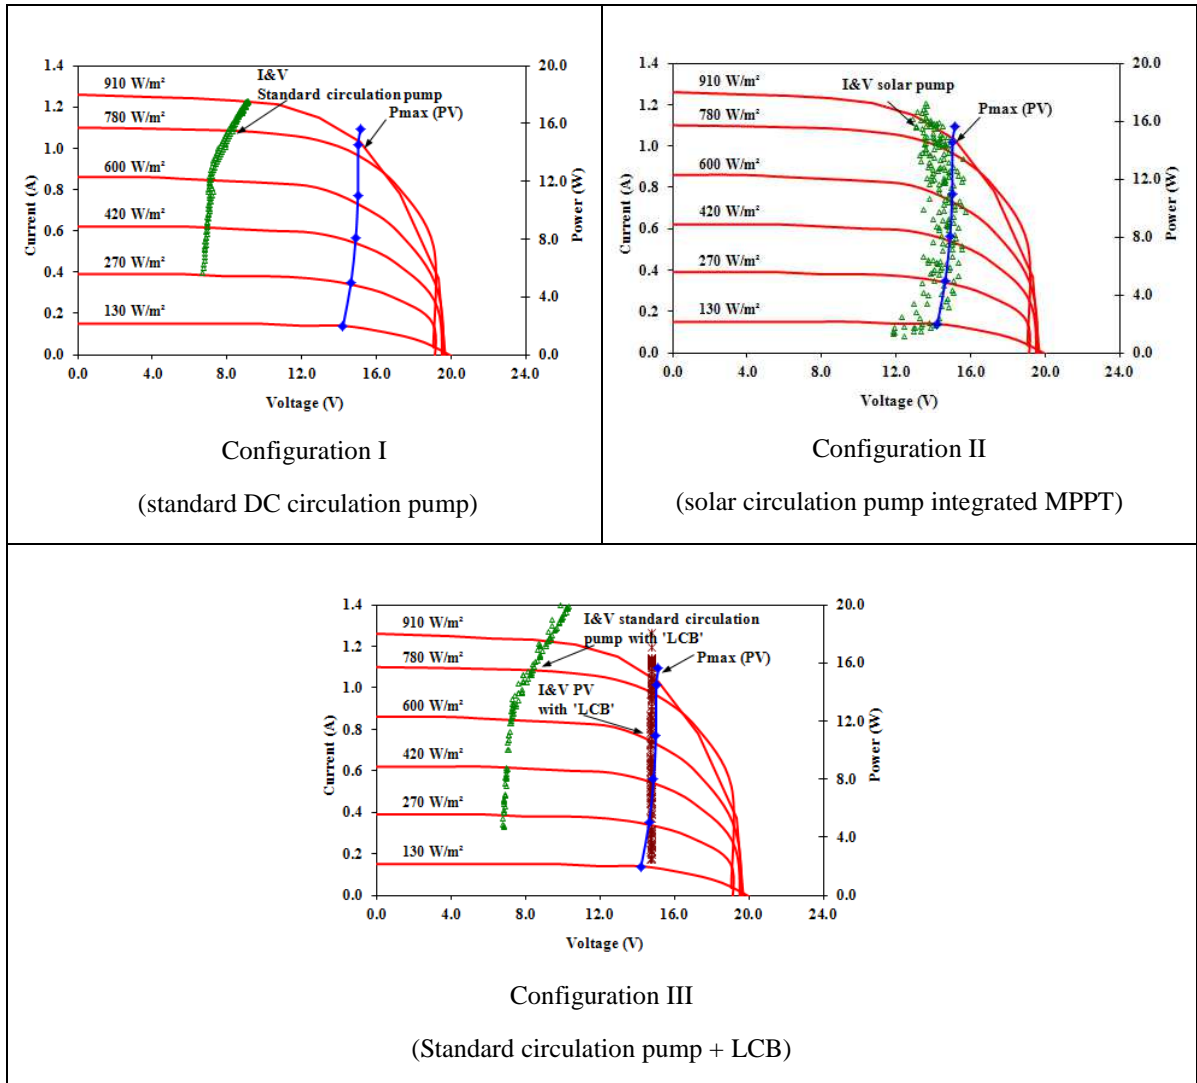 1.4
1.2
1.0
0.8
0.6
0.4
0.2
0.0
Current (A)
910 W/m²
780 W/m²
600 W/m²
420 W/m²
270 W/m²
130 W/m²
I&V
Standard circulation pump
Pmax (PV)
20.0
16.0
12.0
8.0
4.0
0.0
Power (W)
0.0 4.0 8.0 12.0 16.0 20.0 24.0
Voltage (V)
Configuration I
(standard DC circulation pump)
1.4
1.2
1.0
0.8
0.6
0.4
0.2
0.0
Current (A)
910 W/m²
780 W/m²
600 W/m²
420 W/m²
270 W/m²
130 W/m²
I&V solar pump
Pmax (PV)
20.0
16.0
12.0
8.0
4.0
0.0
Power (W)
0.0 4.0 8.0 12.0 16.0 20.0 24.0
Voltage (V)
Configuration II
(solar circulation pump integrated MPPT)
1.4
1.2
1.0
0.8
0.6
0.4
0.2
0.0
Current (A)
910 W/m²
780 W/m²
600 W/m²
420 W/m²
270 W/m²
130 W/m²
I&V standard circulation
pump with 'LCB'
Pmax (PV)
I&V PV
with 'LCB'
20.0
16.0
12.0
8.0
4.0
0.0
Power (W)
0.0 4.0 8.0 12.0 16.0 20.0 24.0
Voltage (V)
Configuration III
(Standard circulation pump + LCB)